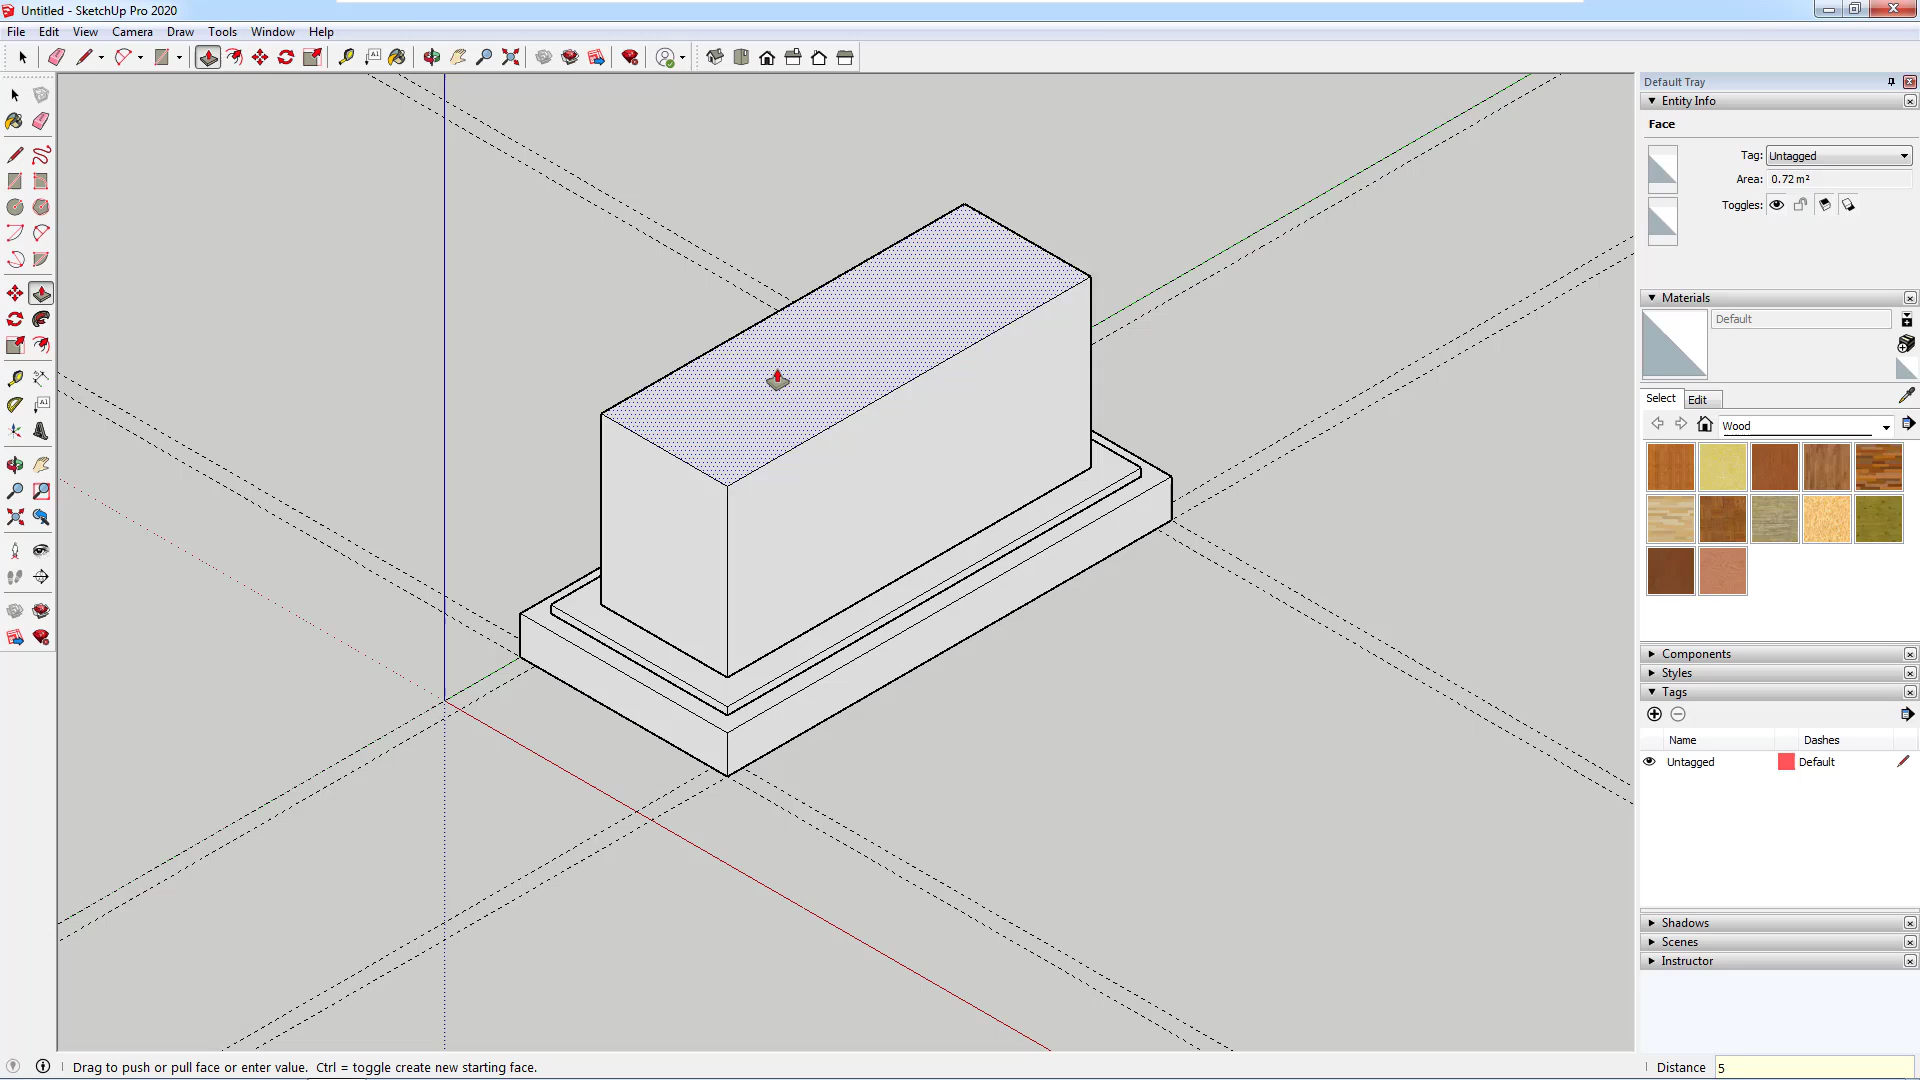 Untitled - SketchUp Pro 2020
File Edit View Camera Draw Tools Window Help
A1
A1
Default Tray
Entity Info
Face
Tag: Untagged
Area: 0.72 m²
Toggles:
Materials
Default
Select Edit
Wood
Components
Styles
Tags
Name Dashes
Untagged Default
Shadows
Scenes
Instructor
Drag to push or pull face or enter value. Ctrl = toggle create new starting face.
Distance 5